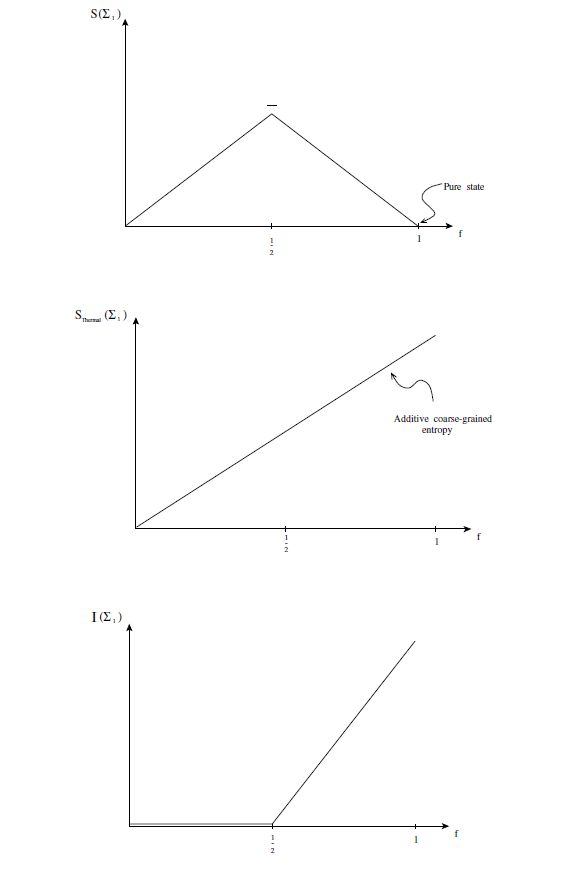 S(Σ₁)
Pure state
1/2
1
f
S_Thermal (Σ₁)
Additive coarse-grained
entropy
1/2
1
f
I(Σ₁)
1/2
1
f